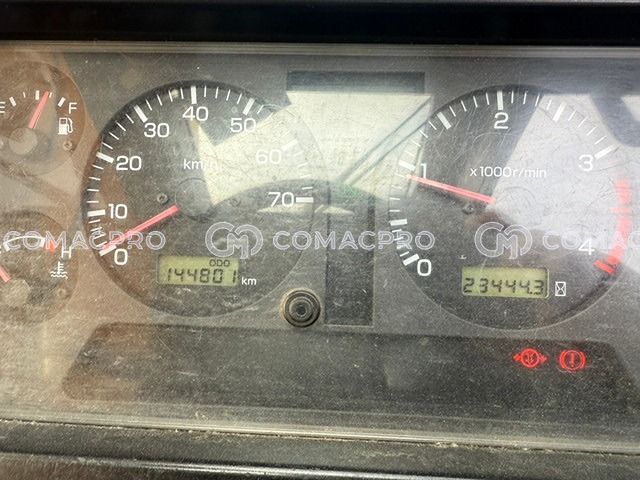 E F
0 10 20 30 40 50 60 70
km/h
ODO
144801 km
0 1 2 3 4
x1000r/min
23444.3
H
COMACPRO COMACPRO COMACPRO